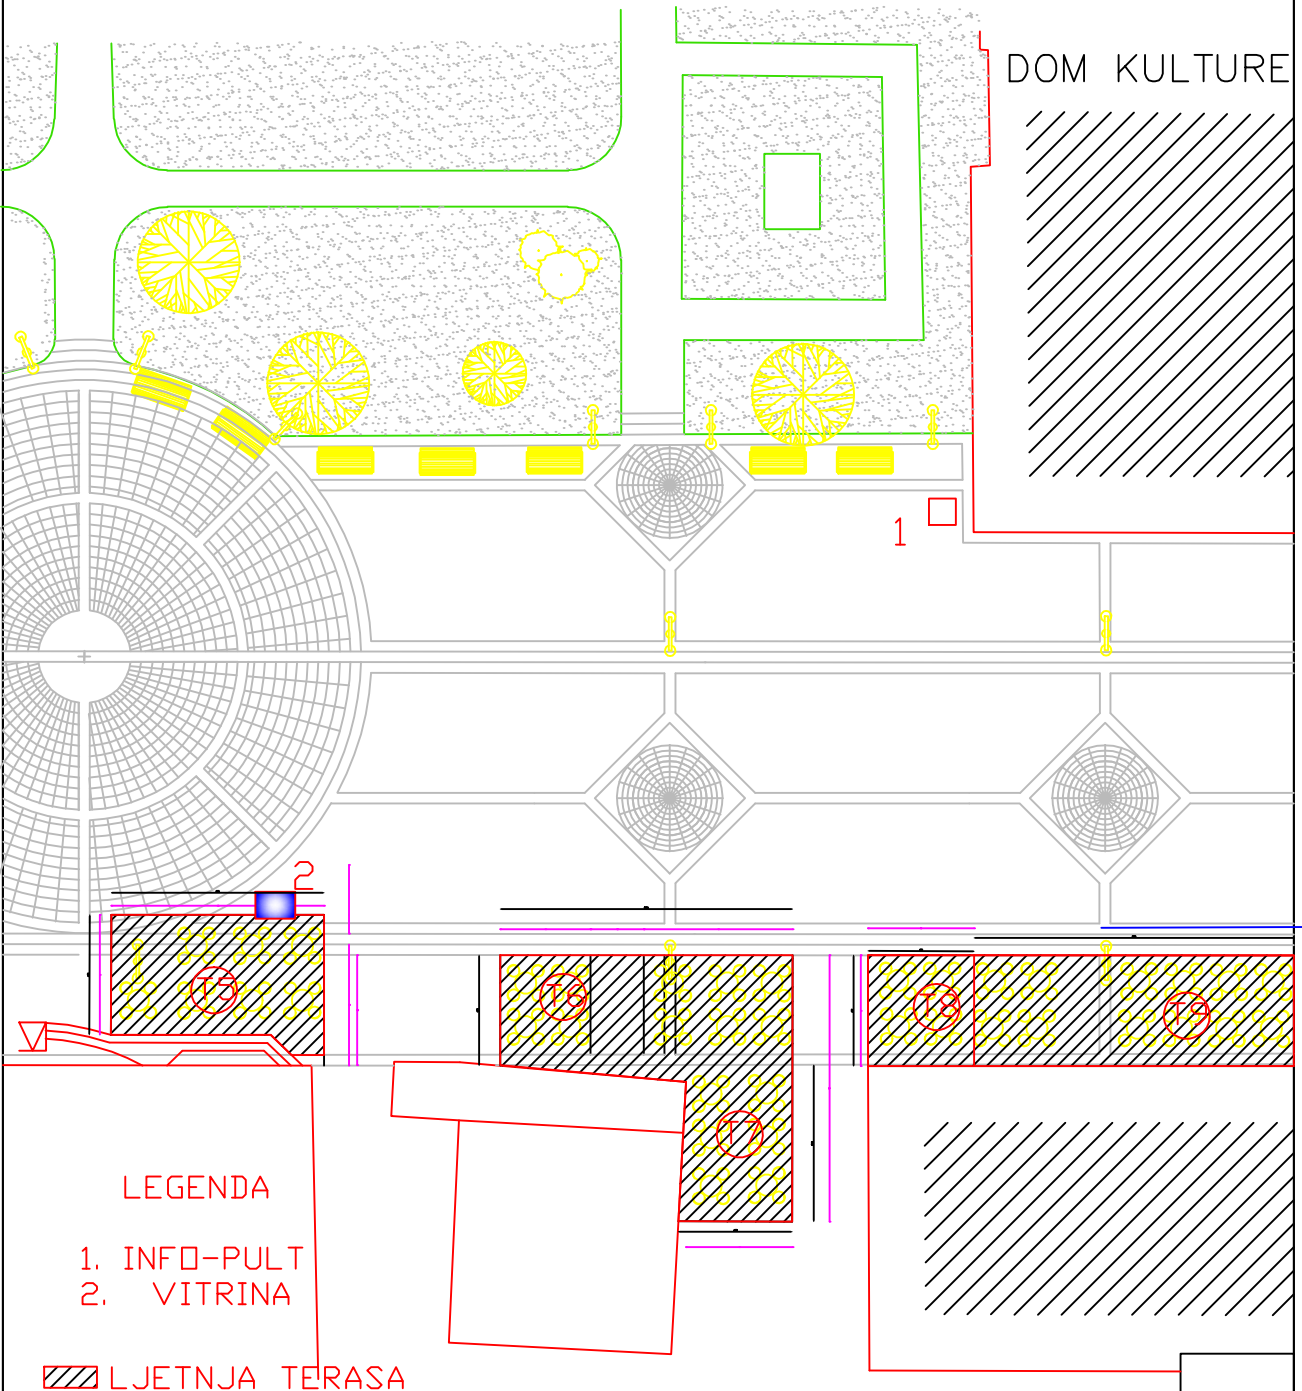 DOM KULTURE
1
2
T5
T6
T8
T9
T7
LEGENDA
1. INFO-PULT
2. VITRINA
LJETNJA TERASA